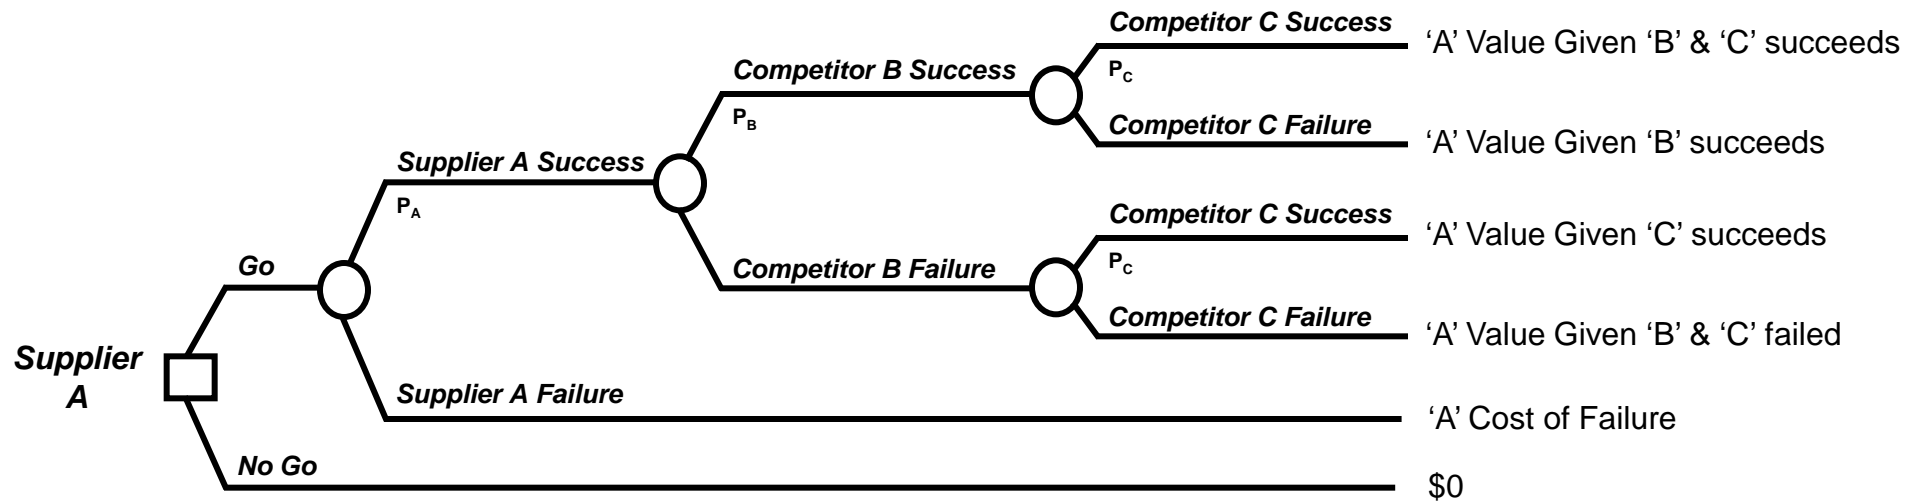 Competitor C Success
'A' Value Given 'B' & 'C' succeeds
Competitor B Success
P_C
P_B
Competitor C Failure
'A' Value Given 'B' succeeds
Supplier A Success
P_A
Competitor C Success
'A' Value Given 'C' succeeds
Go
Competitor B Failure
P_C
Competitor C Failure
'A' Value Given 'B' & 'C' failed
Supplier
A
Supplier A Failure
'A' Cost of Failure
No Go
$0